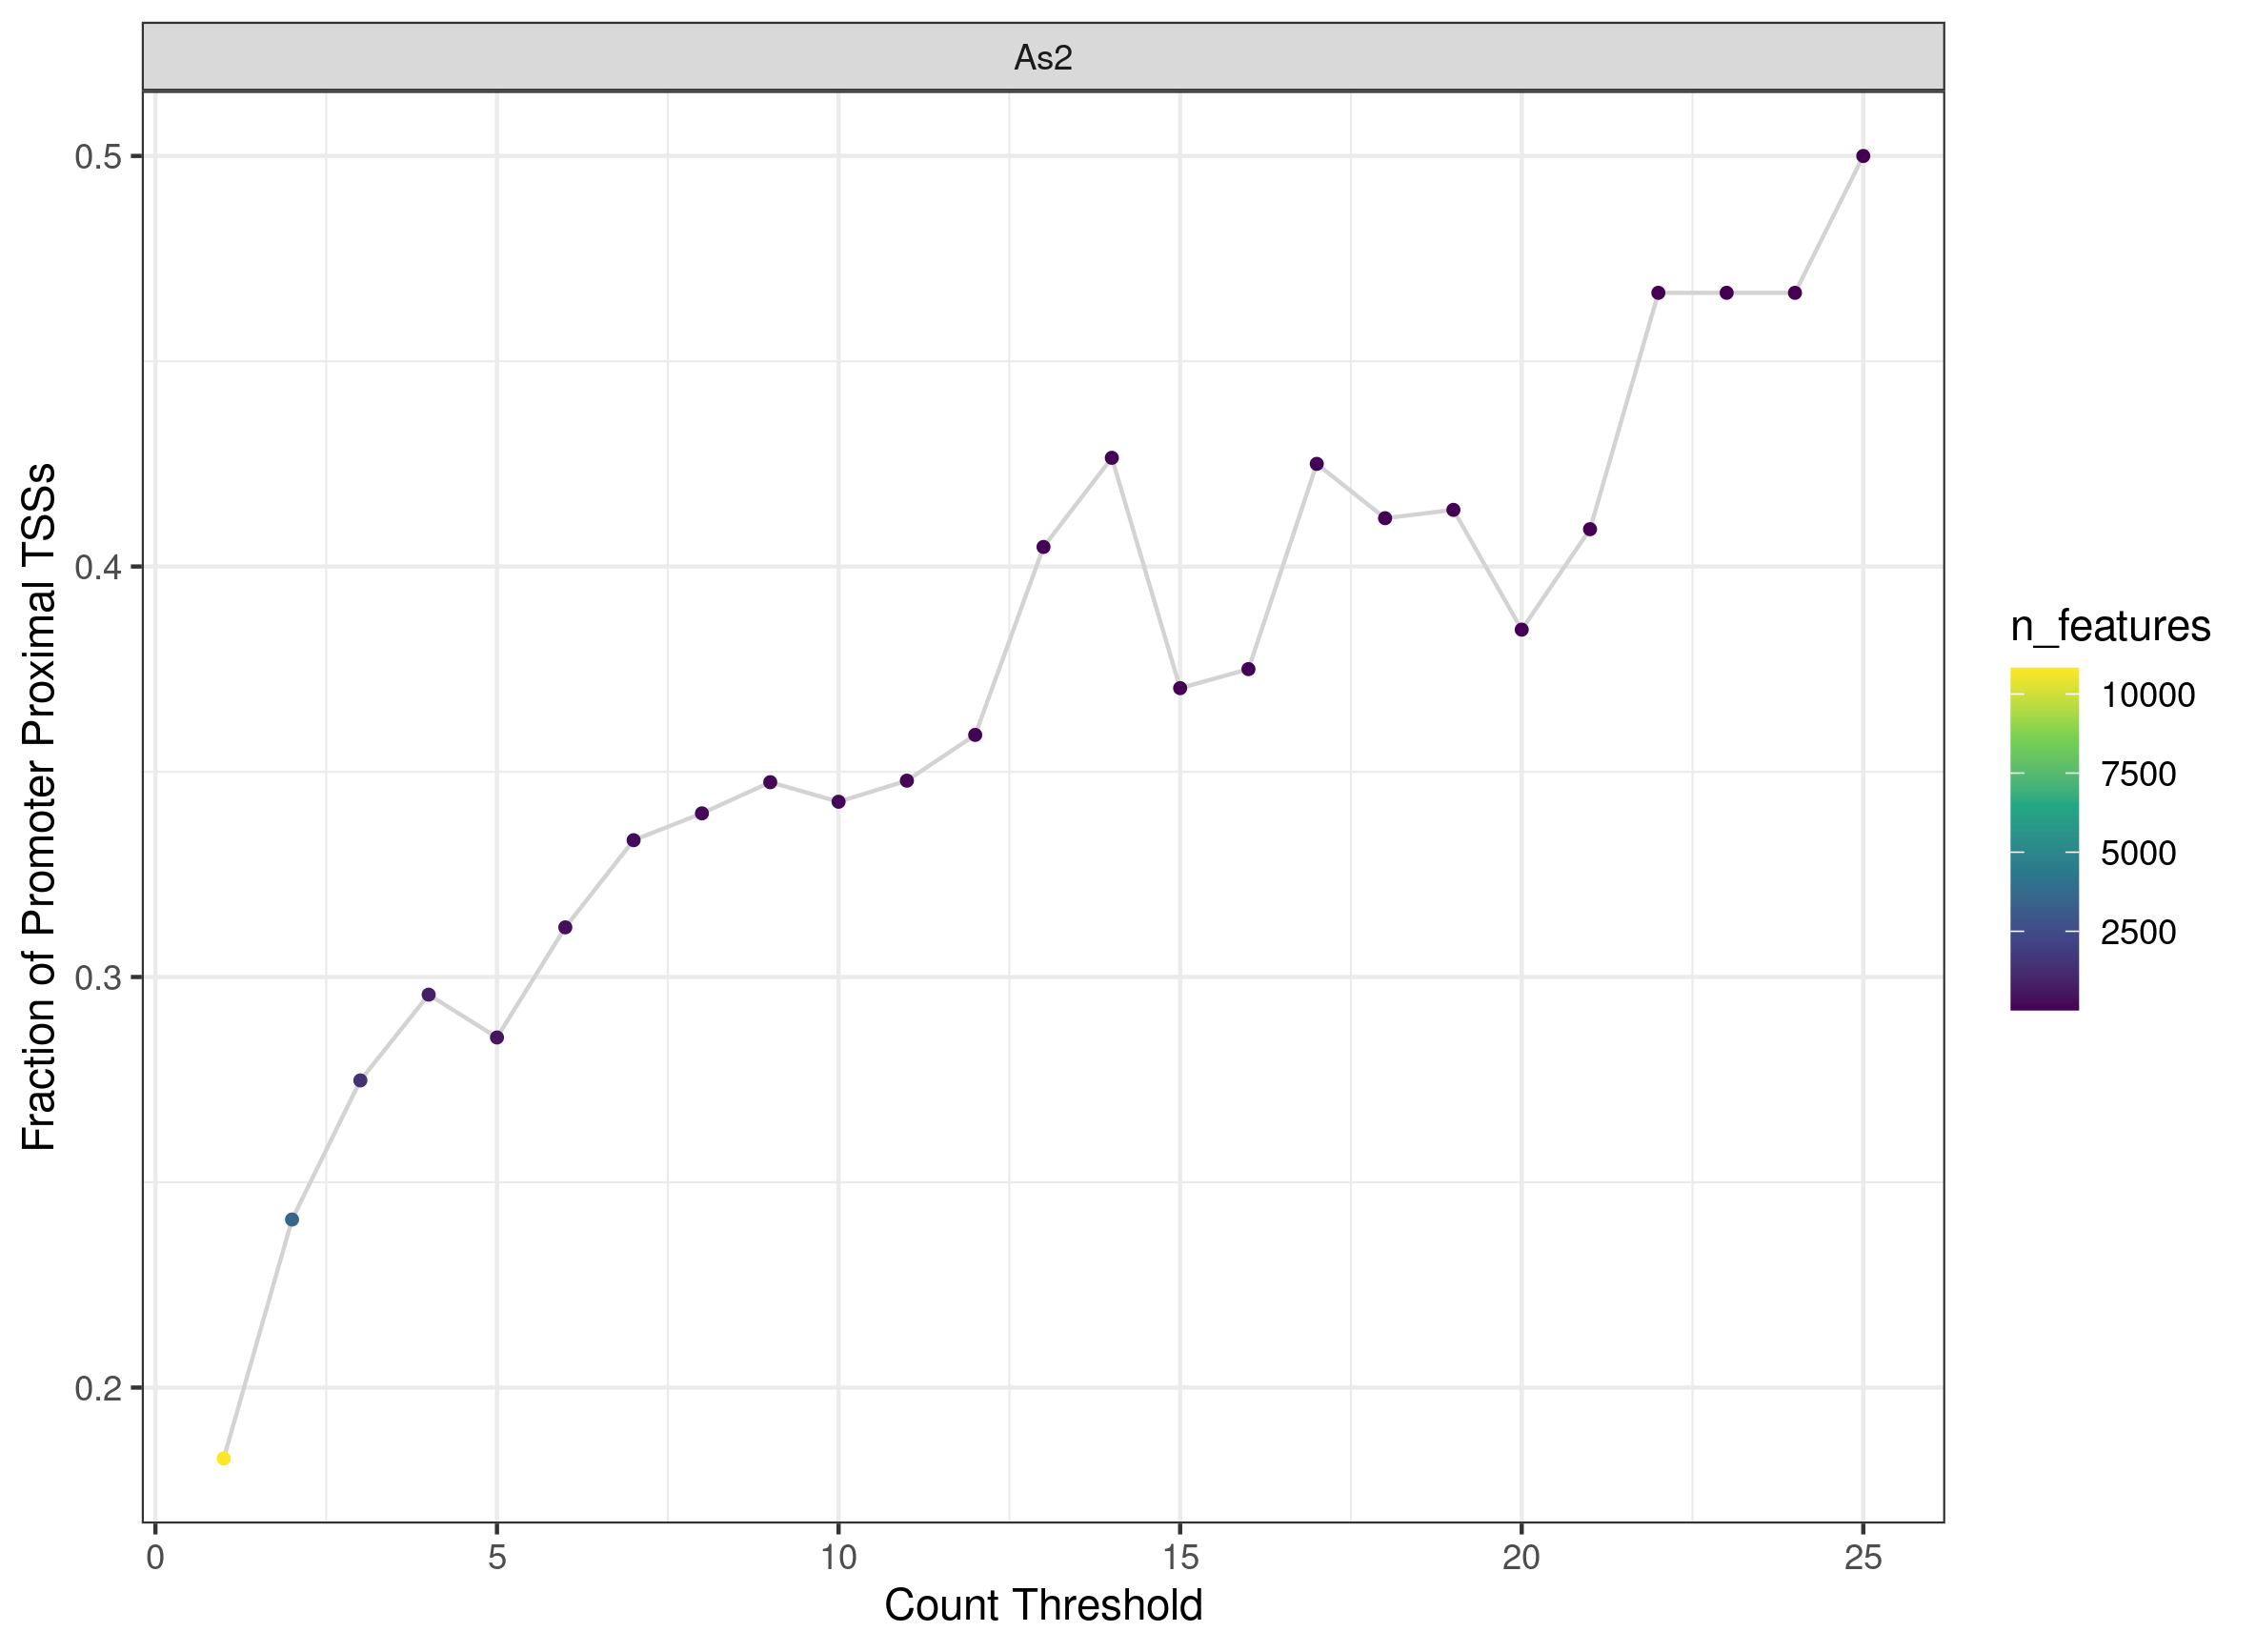 As2
0.5
0.4
0.3
0.2
Fraction of Promoter Proximal TSSs
0 5 10 15 20 25
Count Threshold
n_features
10000
7500
5000
2500